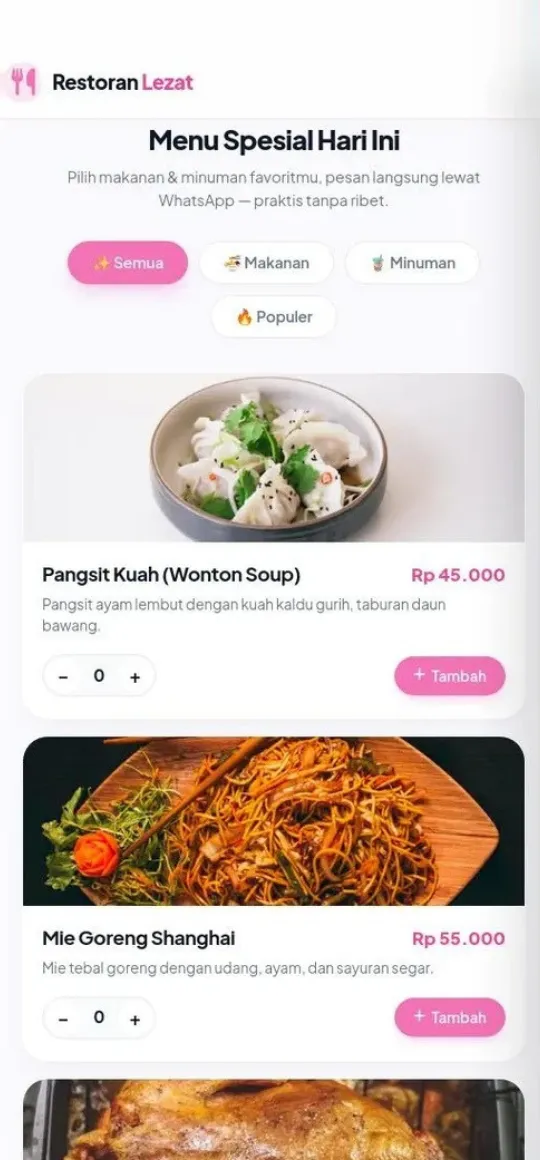 Restoran Lezat
Menu Spesial Hari Ini
Pilih makanan & minuman favoritmu, pesan langsung lewat
WhatsApp — praktis tanpa ribet.
✨ Semua
🍜 Makanan
🧋 Minuman
🔥 Populer
Pangsit Kuah (Wonton Soup)
Rp 45.000
Pangsit ayam lembut dengan kuah kaldu gurih, taburan daun
bawang.
− 0 +
+ Tambah
Mie Goreng Shanghai
Rp 55.000
Mie tebal goreng dengan udang, ayam, dan sayuran segar.
− 0 +
+ Tambah